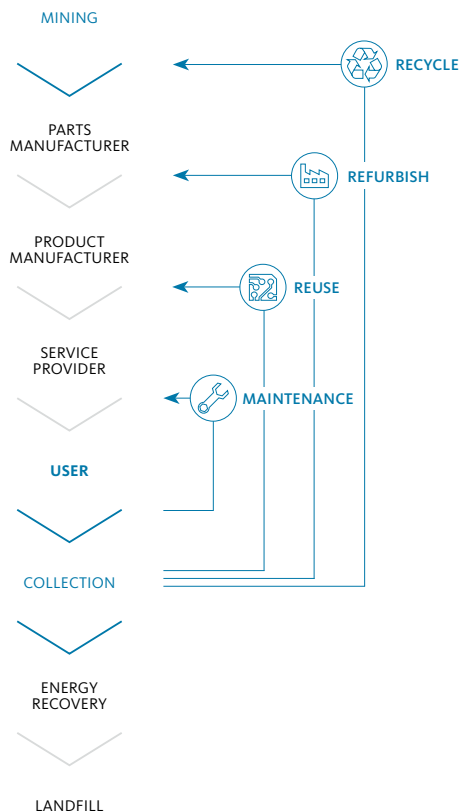 MINING
RECYCLE
PARTS
MANUFACTURER
REFURBISH
PRODUCT
MANUFACTURER
REUSE
SERVICE
PROVIDER
MAINTENANCE
USER
COLLECTION
ENERGY
RECOVERY
LANDFILL